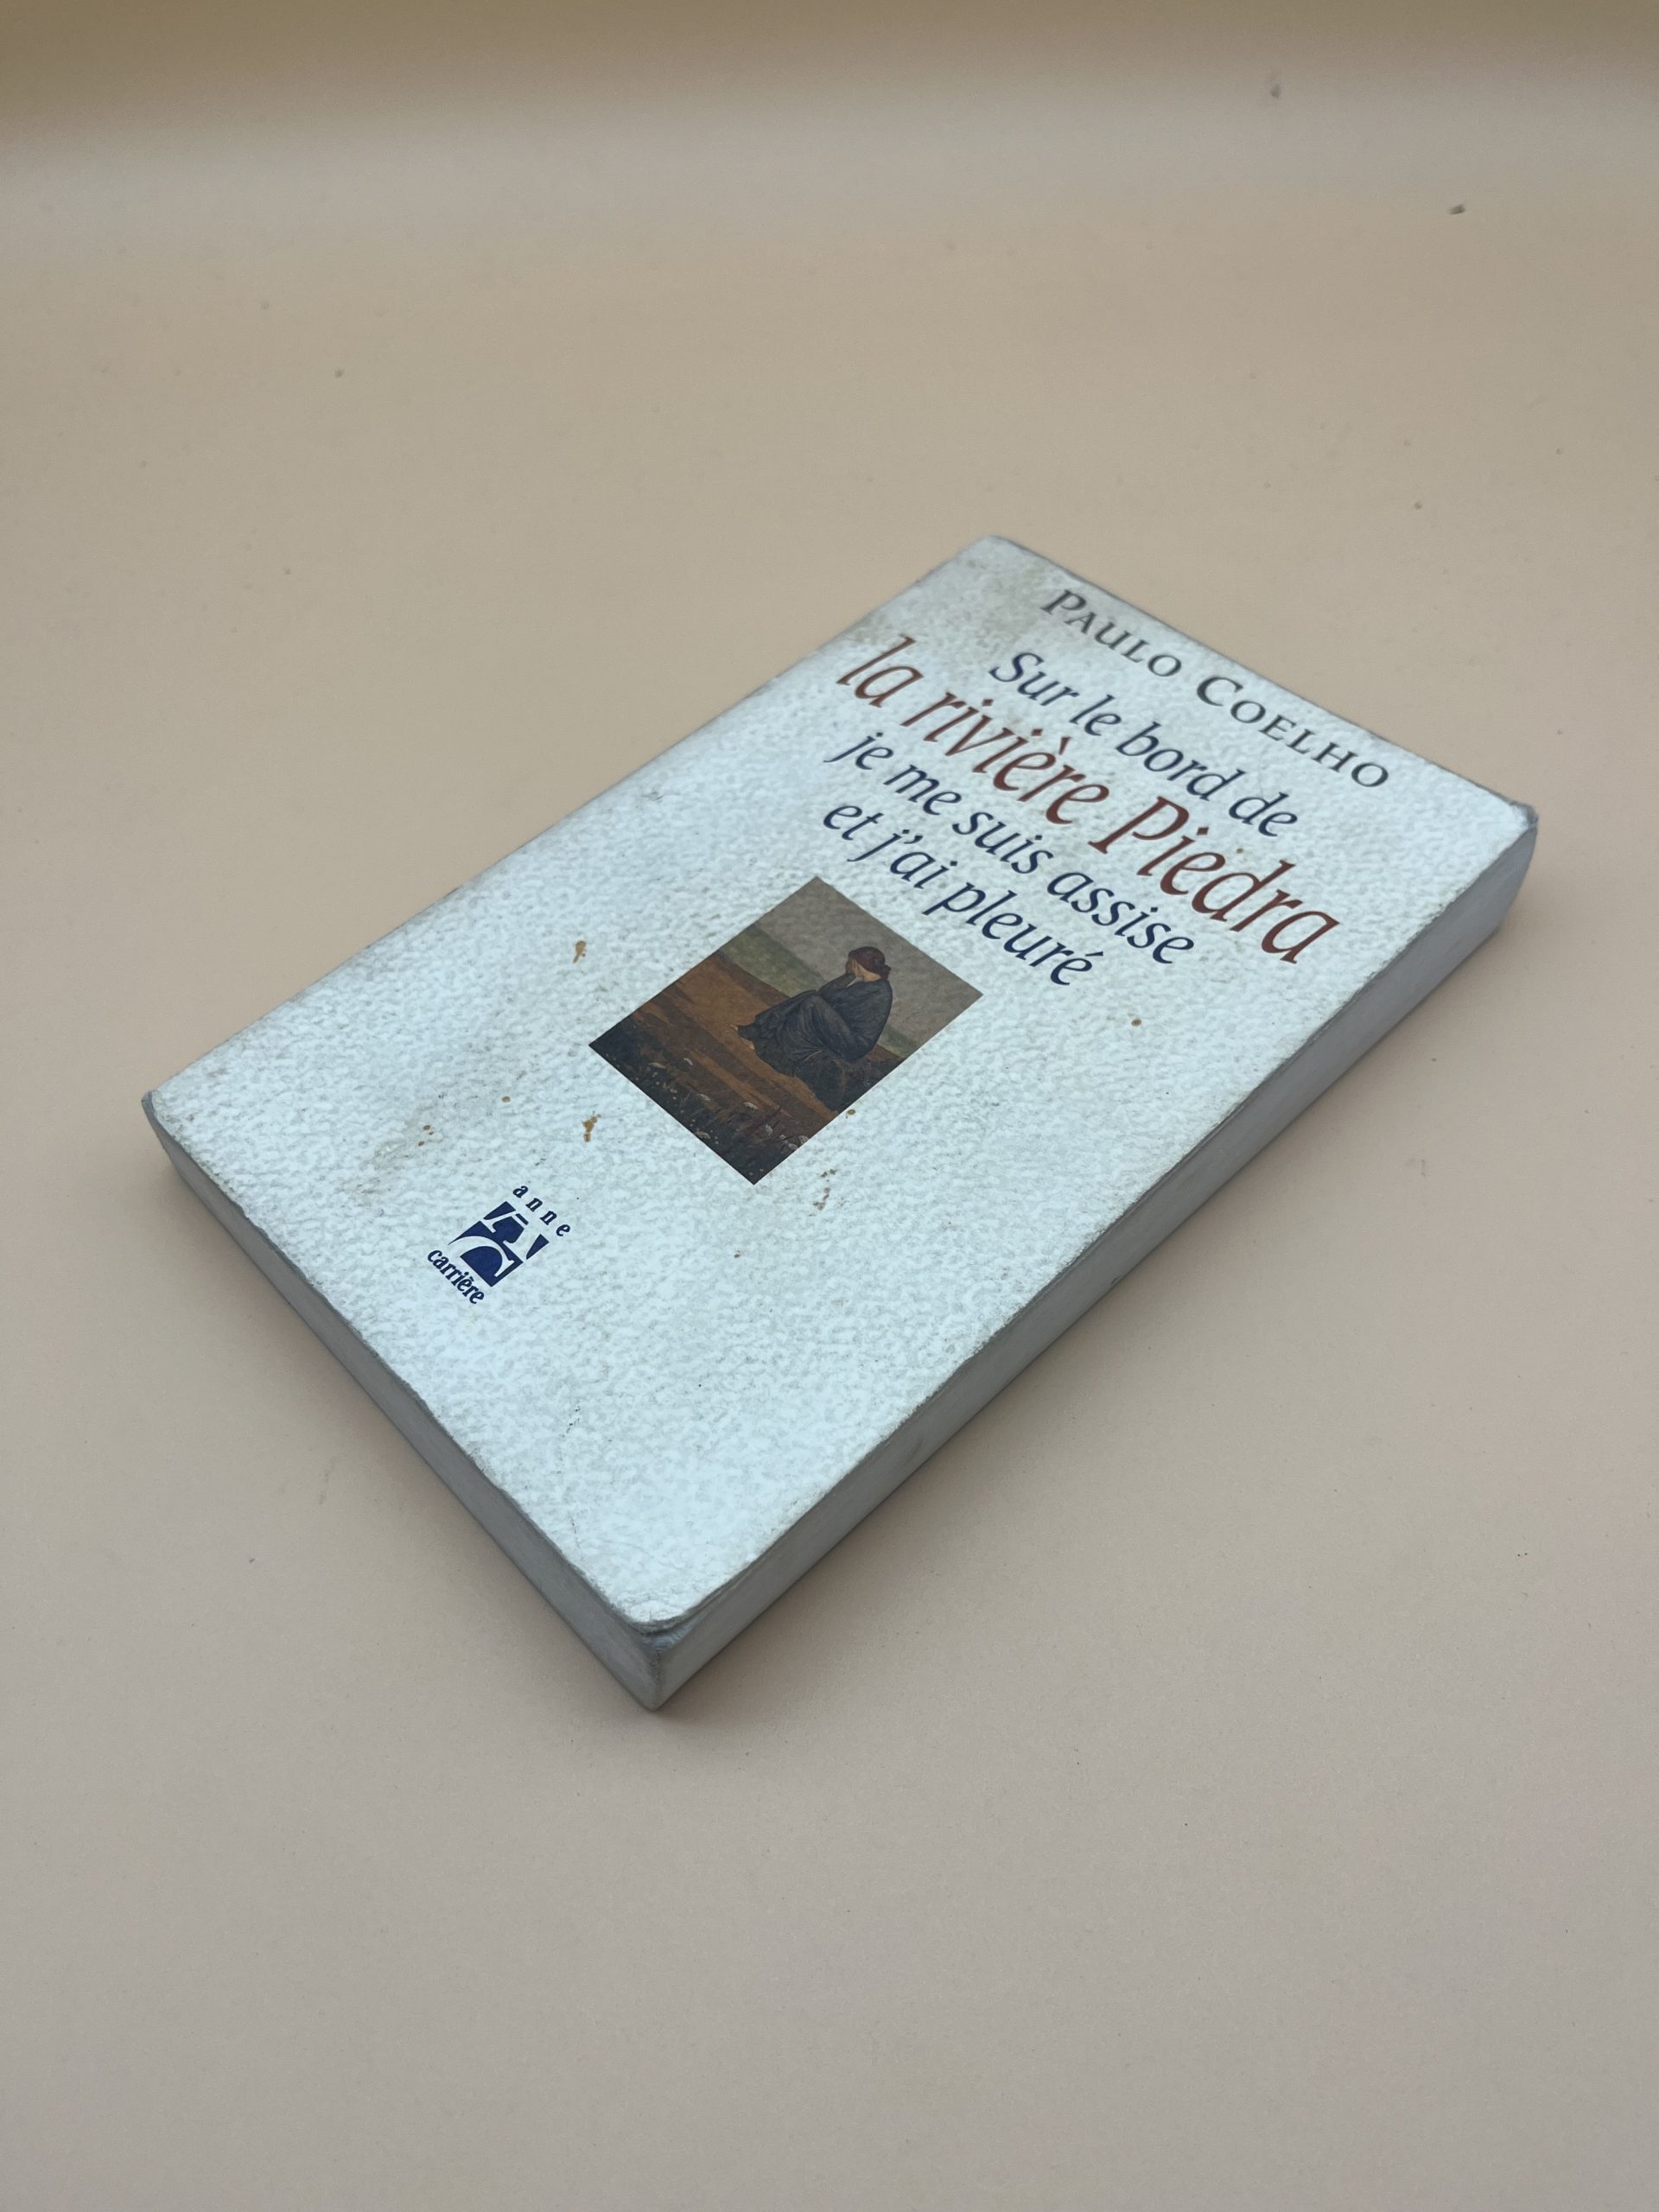 PAULO COELHO
Sur le bord de
la rivière Piedra
je me suis assise
et j'ai pleuré
anne
carrière